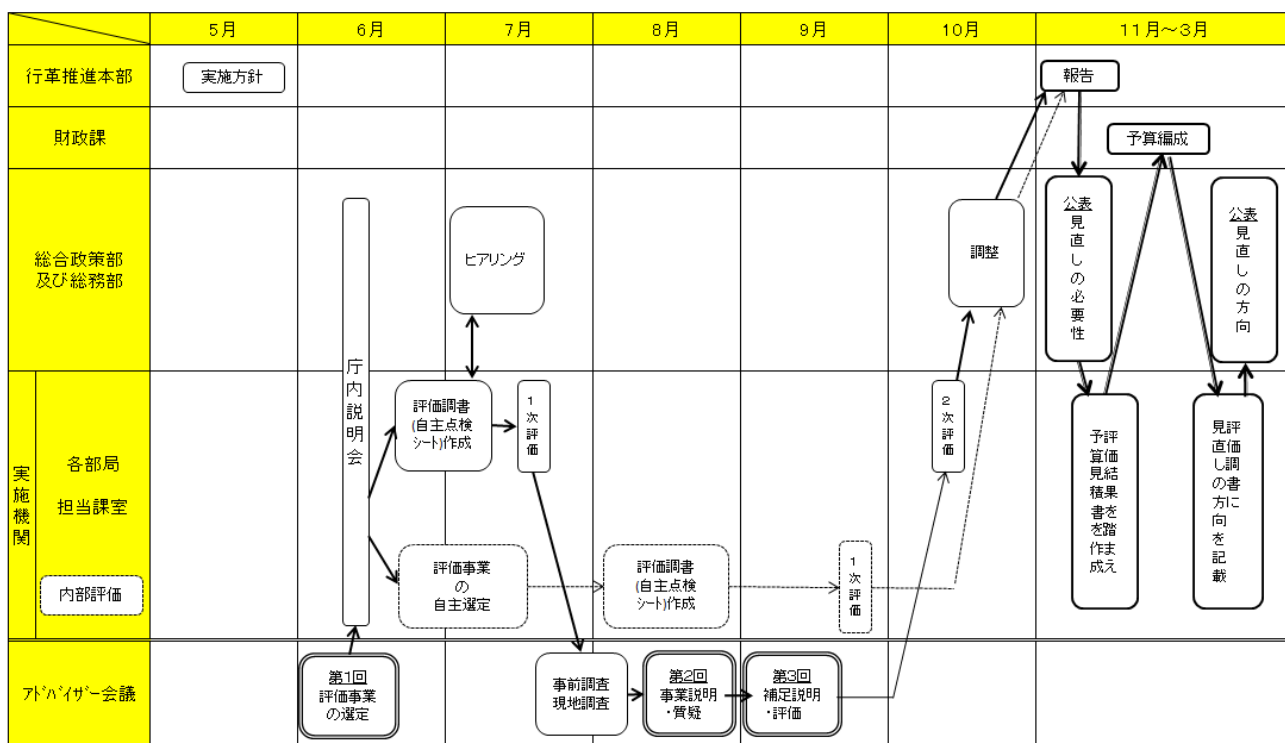 5月
6月
7月
8月
9月
10月
11月～3月
行革推進本部
実施方針
報告
財政課
予算編成
総合政策部
及び総務部
ヒアリング
調整
公表
見直しの必要性
公表
見直しの方向
庁内説明会
実施機関
各部局
担当課室
内部評価
評価調書
(自主点検
シート)作成
1次評価
2次評価
評価結果を踏まえ
予算見積書を作成
評価調書に
見直しの方向を記載
評価事業
の
自主選定
評価調書
(自主点検
シート)作成
1次評価
アドバイザー会議
第1回
評価事業
の選定
事前調査
現地調査
第2回
事業説明
・質疑
第3回
補足説明
・評価